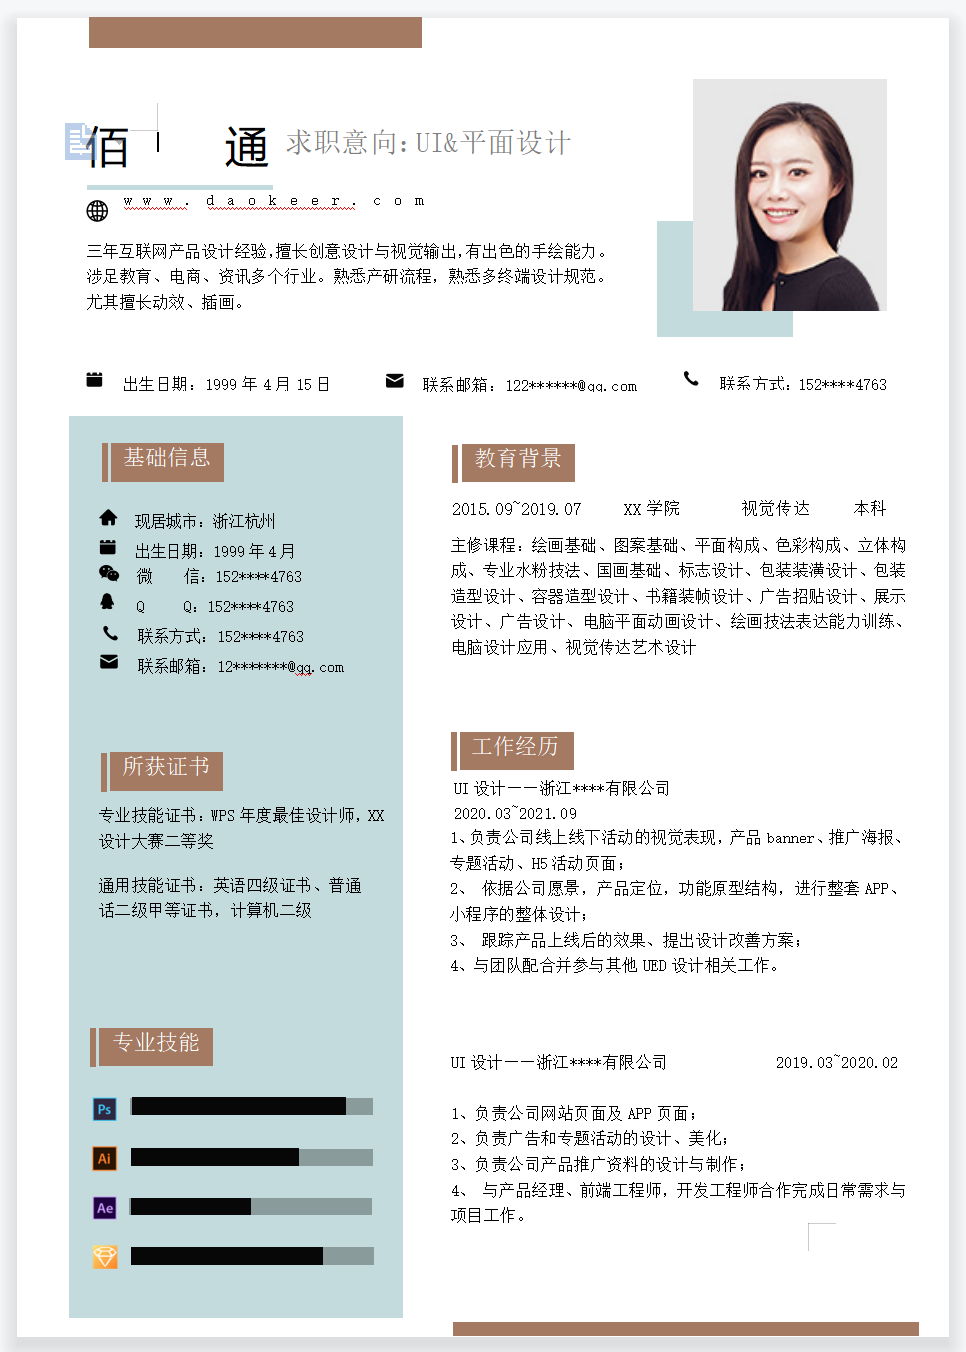 佰 通 求职意向：UI&平面设计
www.daokeer.com
三年互联网产品设计经验，擅长创意设计与视觉输出，有出色的手绘能力。
涉足教育、电商、资讯多个行业。熟悉产研流程，熟悉多终端设计规范。
尤其擅长动效、插画。
出生日期：1999 年 4 月 15 日 联系邮箱：122******@qq.com 联系方式：152****4763
基础信息
现居城市：浙江杭州
出生日期：1999 年 4 月
微 信：152****4763
Q Q：152****4763
联系方式：152****4763
联系邮箱：12*******@qq.com
所获证书
专业技能证书：WPS 年度最佳设计师，XX
设计大赛二等奖
通用技能证书：英语四级证书、普通
话二级甲等证书，计算机二级
专业技能
Ps
Ai
Ae
教育背景
2015.09~2019.07 XX 学院 视觉传达 本科
主修课程：绘画基础、图案基础、平面构成、色彩构成、立体构
成、专业水粉技法、国画基础、标志设计、包装装潢设计、包装
造型设计、容器造型设计、书籍装帧设计、广告招贴设计、展示
设计、广告设计、电脑平面动画设计、绘画技法表达能力训练、
电脑设计应用、视觉传达艺术设计
工作经历
UI 设计——浙江****有限公司
2020.03~2021.09
1、负责公司线上线下活动的视觉表现，产品 banner、推广海报、
专题活动、H5 活动页面；
2、 依据公司愿景，产品定位，功能原型结构，进行整套 APP、
小程序的整体设计；
3、 跟踪产品上线后的效果、提出设计改善方案；
4、与团队配合并参与其他 UED 设计相关工作。
UI 设计——浙江****有限公司 2019.03~2020.02
1、负责公司网站页面及 APP 页面；
2、负责广告和专题活动的设计、美化；
3、负责公司产品推广资料的设计与制作；
4、 与产品经理、前端工程师，开发工程师合作完成日常需求与
项目工作。